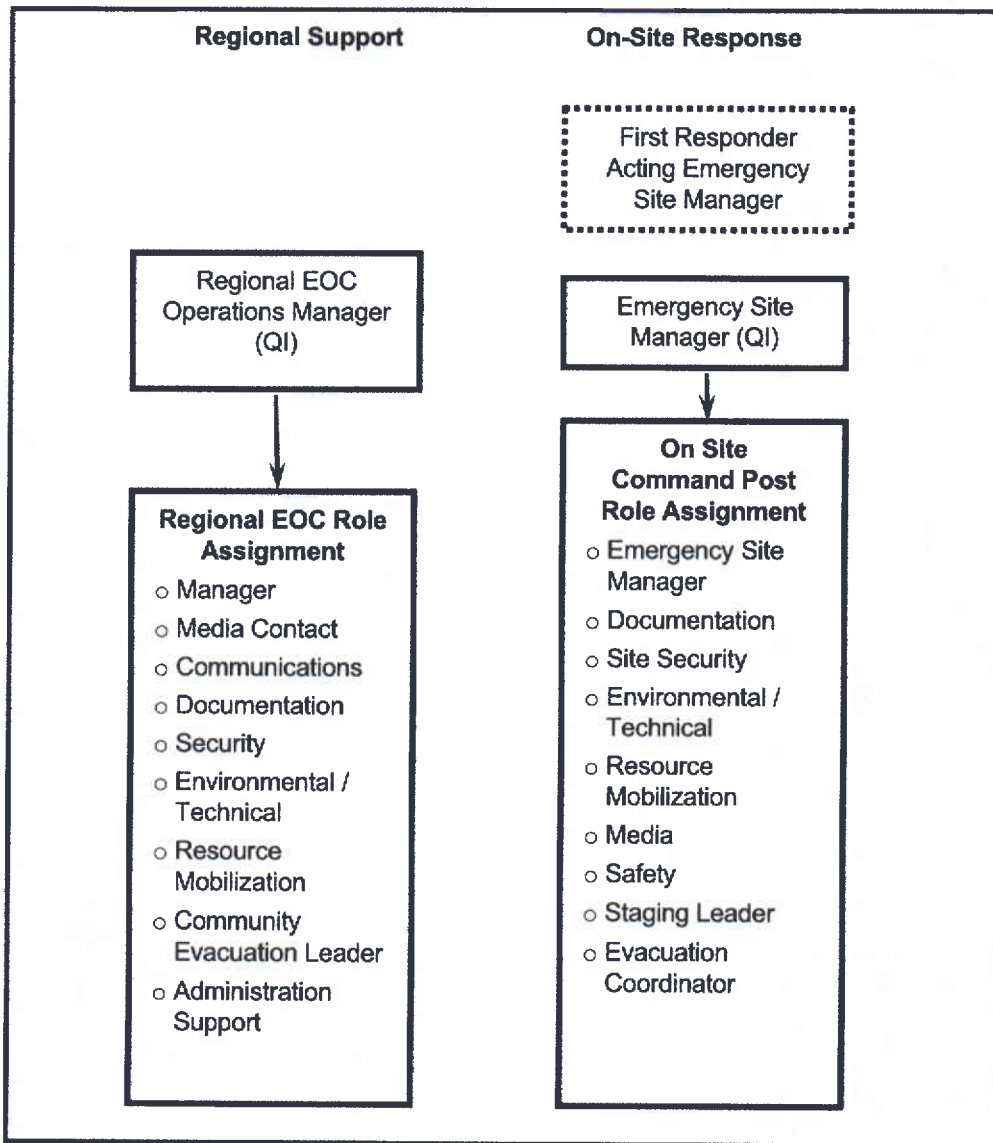 Regional Support
On-Site Response
First Responder
Acting Emergency
Site Manager
Regional EOC
Operations Manager
(QI)
Emergency Site
Manager (QI)
Regional EOC Role
Assignment
○ Manager
○ Media Contact
○ Communications
○ Documentation
○ Security
○ Environmental /
Technical
○ Resource
Mobilization
○ Community
Evacuation Leader
○ Administration
Support
On Site
Command Post
Role Assignment
○ Emergency Site
Manager
○ Documentation
○ Site Security
○ Environmental /
Technical
○ Resource
Mobilization
○ Media
○ Safety
○ Staging Leader
○ Evacuation
Coordinator